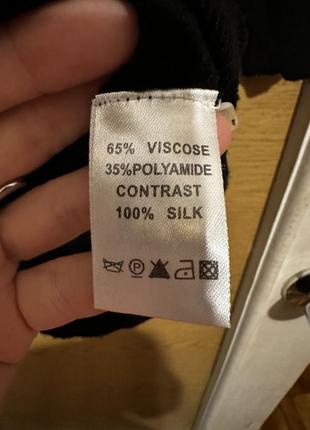 65% VISCOSE
35%POLYAMIDE
CONTRAST
100% SILK